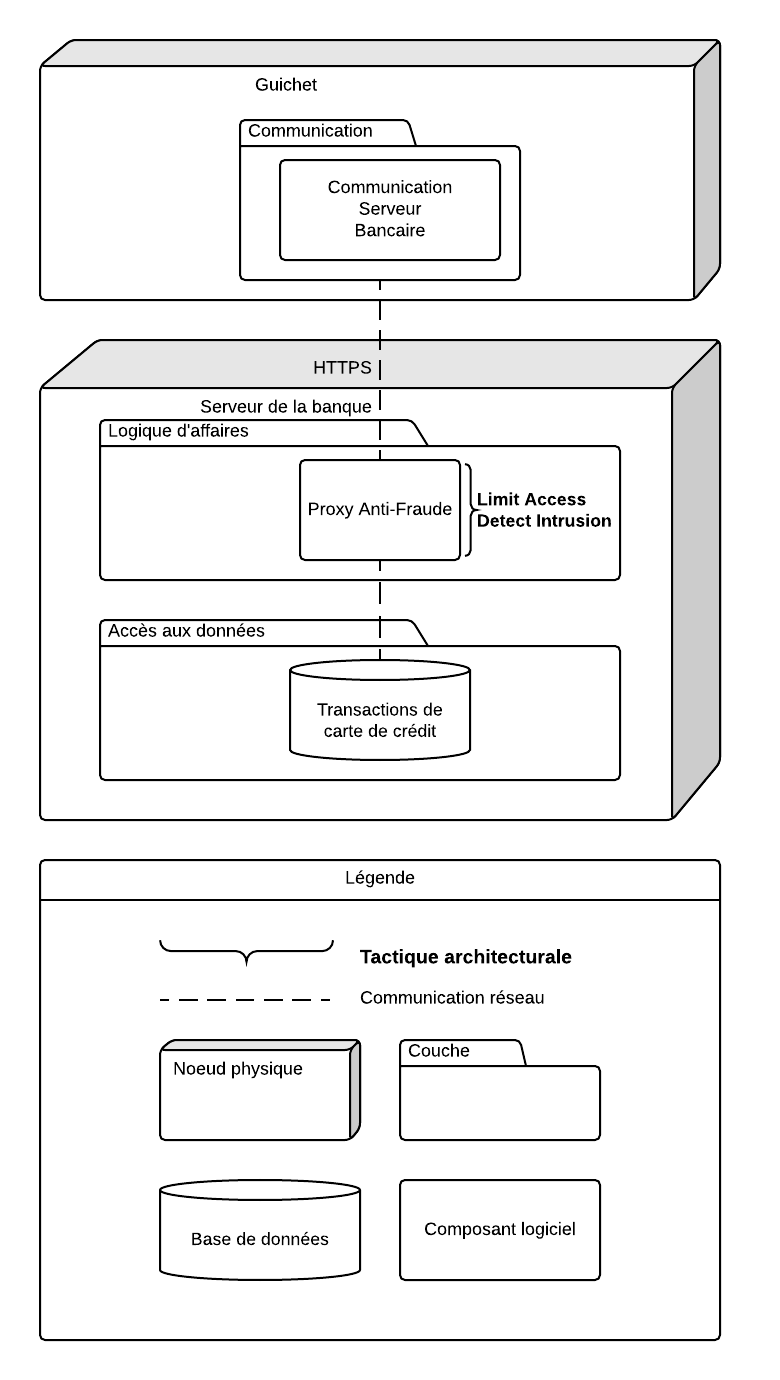 Guichet
Communication
Communication
Serveur
Bancaire
HTTPS
Serveur de la banque
Logique d'affaires
Proxy Anti-Fraude
Limit Access
Detect Intrusion
Accès aux données
Transactions de
carte de crédit
Légende
Tactique architecturale
Communication réseau
Noeud physique
Couche
Base de données
Composant logiciel